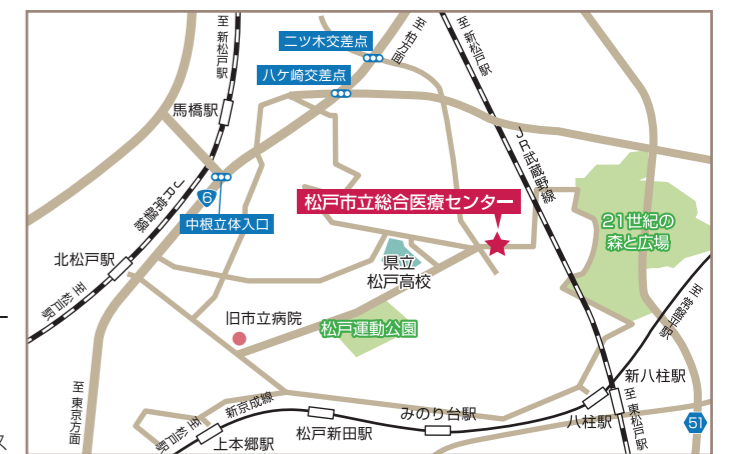 至 新松戸駅
二ツ木交差点
至 柏方面
至 新松戸駅
八ケ崎交差点
馬橋駅
JR武蔵野線
JR常磐線
6
中根立体入口
松戸市立総合医療センター
21世紀の
森と広場
北松戸駅
県立
松戸高校
至 松戸駅
旧市立病院
松戸運動公園
至 常盤平駅
新八柱駅
至 東京方面
新京成線
至 松戸駅
上本郷駅
松戸新田駅
みのり台駅
八柱駅
至 東松戸駅
51
ス